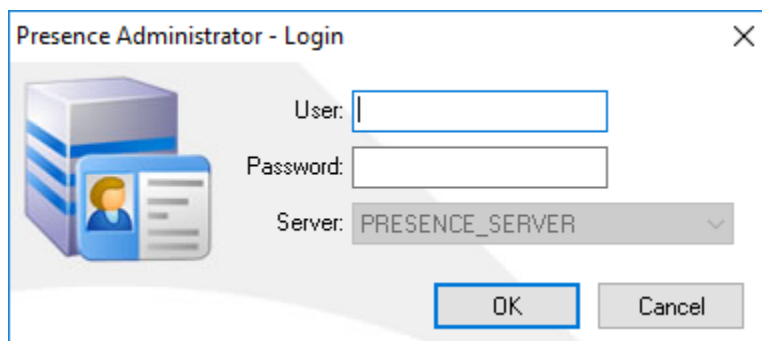 Presence Administrator - Login
User:
Password:
Server: PRESENCE_SERVER
OK Cancel